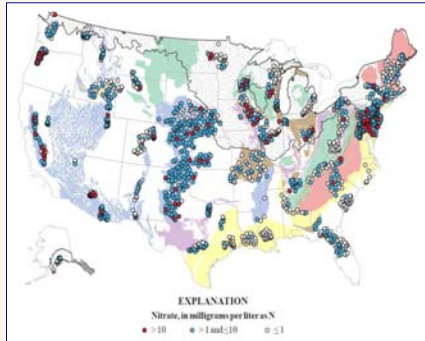 EXPLANATION
Nitrate, in milligrams per liter as N
> 10 > 1 and ≤ 10 ≤ 1